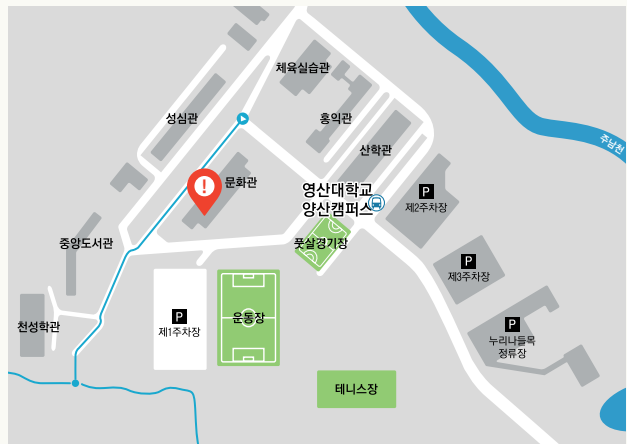 체육실습관
홍익관
성심관
산학관
주남천
문화관
영산대학교
양산캠퍼스
P
제2주차장
중앙도서관
풋살경기장
P
제3주차장
천성학관
P
제1주차장
운동장
P
누리나들목
정류장
테니스장